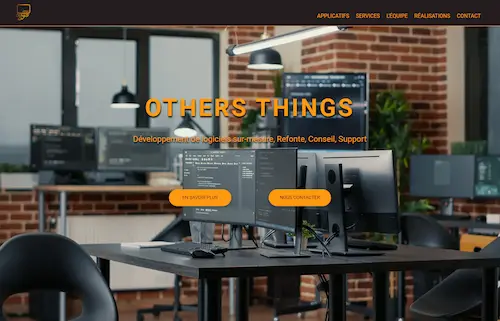 APPLICATIFS SERVICES L'ÉQUIPE RÉALISATIONS CONTACT
OTHERS THINGS
Développement de logiciels sur-mesure, Refonte, Conseil, Support
EN SAVOIR PLUS NOUS CONTACTER